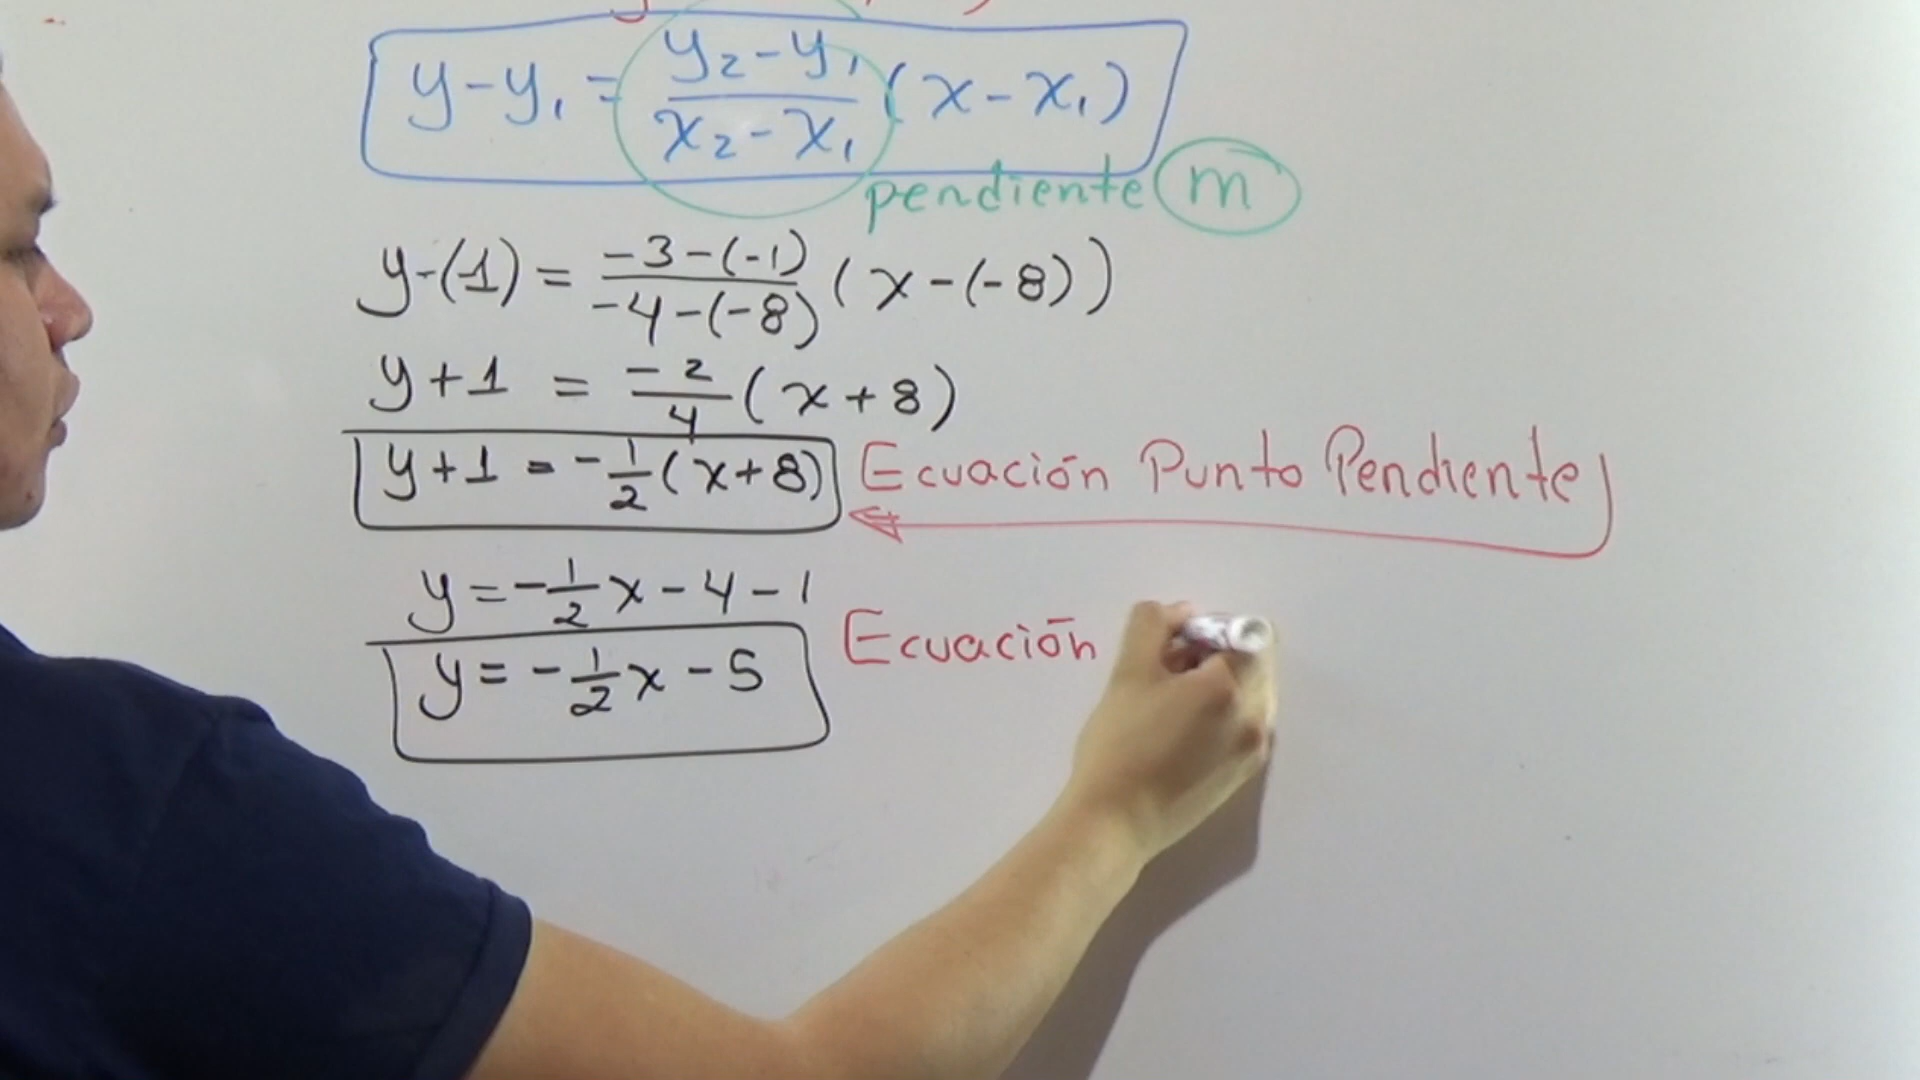 y-y₁ = (y₂-y₁)/(x₂-x₁) (x-x₁)
pendiente m
y-(1) = (-3-(-1))/(-4-(-8)) (x-(-8))
y+1 = -2/4 (x+8)
y+1 = -1/2 (x+8) Ecuación Punto Pendiente
y=-1/2 x-4-1
y=-1/2 x-5 Ecuación